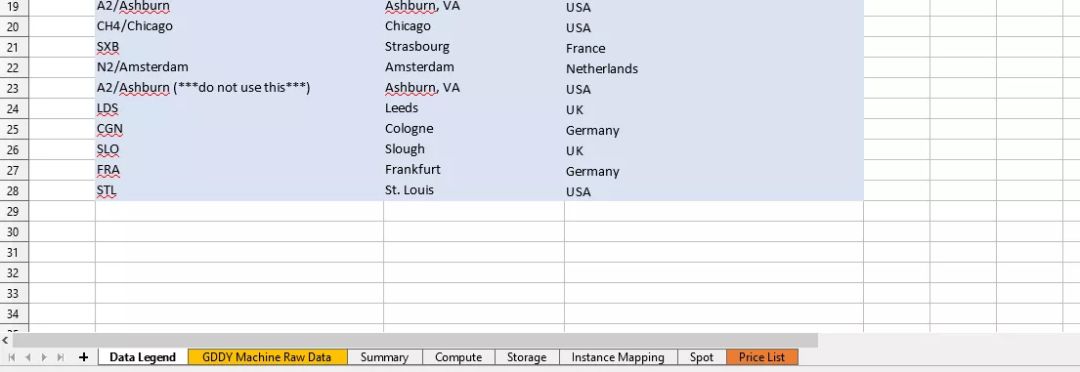 19 A2/Ashburn Ashburn, VA USA
20 CH4/Chicago Chicago USA
21 SXB Strasbourg France
22 N2/Amsterdam Amsterdam Netherlands
23 A2/Ashburn (***do not use this***) Ashburn, VA USA
24 LDS Leeds UK
25 CGN Cologne Germany
26 SLO Slough UK
27 FRA Frankfurt Germany
28 STL St. Louis USA
29
30
31
32
33
34
Data Legend GDDY Machine Raw Data Summary Compute Storage Instance Mapping Spot Price List